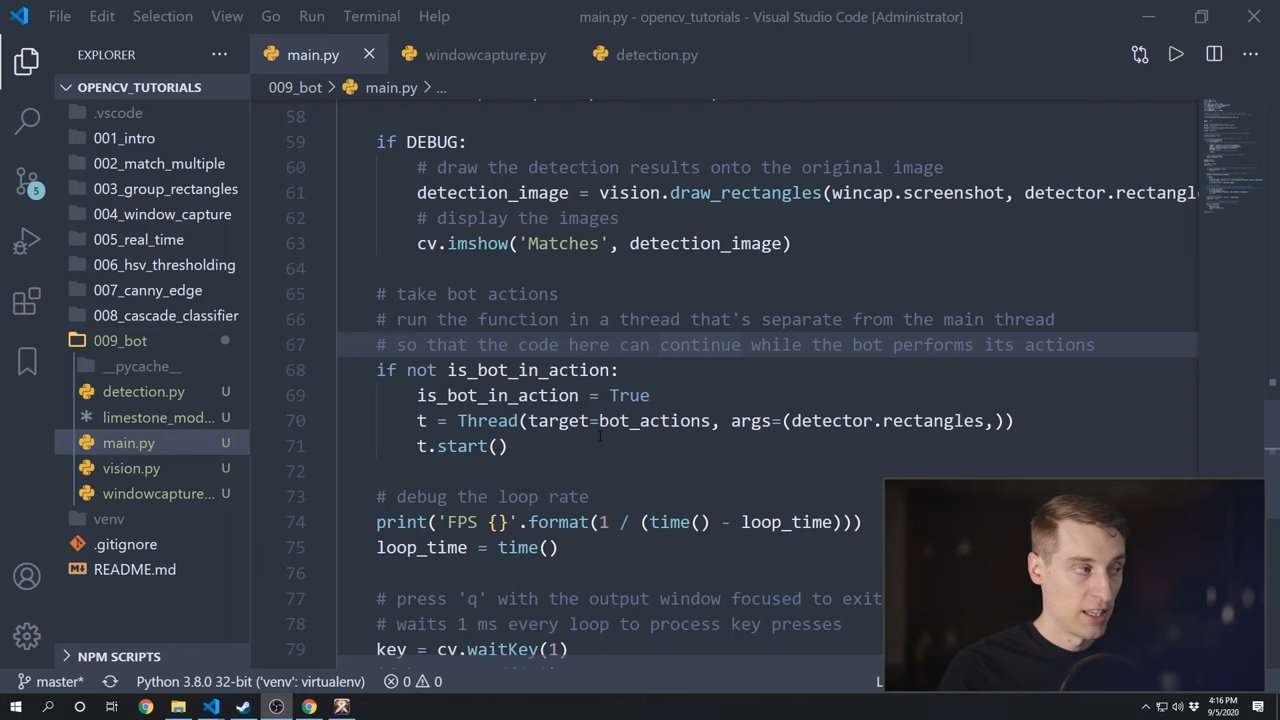 File Edit Selection View Go Run Terminal Help main.py - opencv_tutorials - Visual Studio Code [Administrator]
EXPLORER
main.py
windowcapture.py
detection.py
OPENCV_TUTORIALS
009_bot > main.py > ...
.vscode
001_intro
002_match_multiple
003_group_rectangles
004_window_capture
005_real_time
006_hsv_thresholding
007_canny_edge
008_cascade_classifier
009_bot
__pycache__
detection.py U
limestone_mod... U
main.py U
vision.py U
windowcapture... U
venv
.gitignore
README.md
NPM SCRIPTS
5
58
59 if DEBUG:
60 # draw the detection results onto the original image
61 detection_image = vision.draw_rectangles(wincap.screenshot, detector.rectangl
62 # display the images
63 cv.imshow('Matches', detection_image)
64
65 # take bot actions
66 # run the function in a thread that's separate from the main thread
67 # so that the code here can continue while the bot performs its actions
68 if not is_bot_in_action:
69 is_bot_in_action = True
70 t = Thread(target=bot_actions, args=(detector.rectangles,))
71 t.start()
72
73 # debug the loop rate
74 print('FPS {}'.format(1 / (time() - loop_time)))
75 loop_time = time()
76
77 # press 'q' with the output window focused to exit
78 # waits 1 ms every loop to process key presses
79 key = cv.waitKey(1)
master* Python 3.8.0 32-bit ('venv': virtualenv) 0 0 L
4:16 PM
9/5/2020